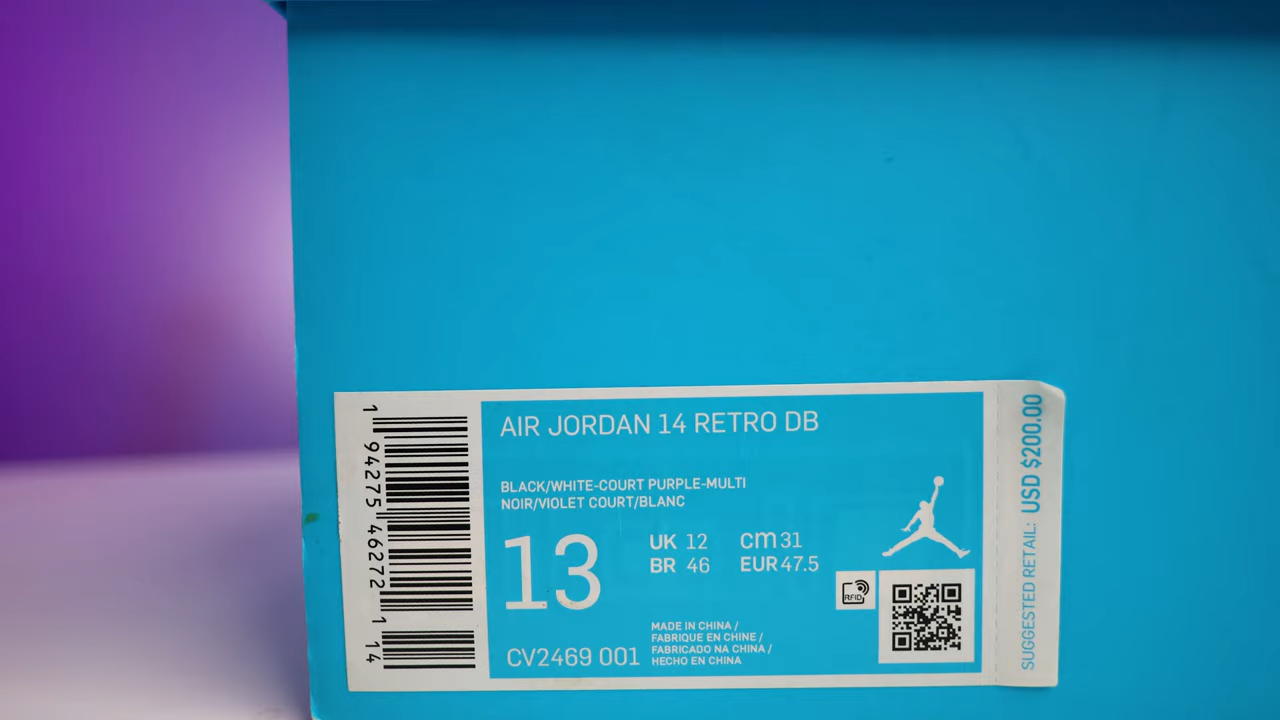 1 94275 46272 1 14
AIR JORDAN 14 RETRO DB
BLACK/WHITE-COURT PURPLE-MULTI
NOIR/VIOLET COURT/BLANC
13
UK 12 cm 31
BR 46 EUR 47.5
CV2469 001
MADE IN CHINA /
FABRIQUE EN CHINE /
FABRICADO NA CHINA /
HECHO EN CHINA
RFID
SUGGESTED RETAIL: USD $200.00